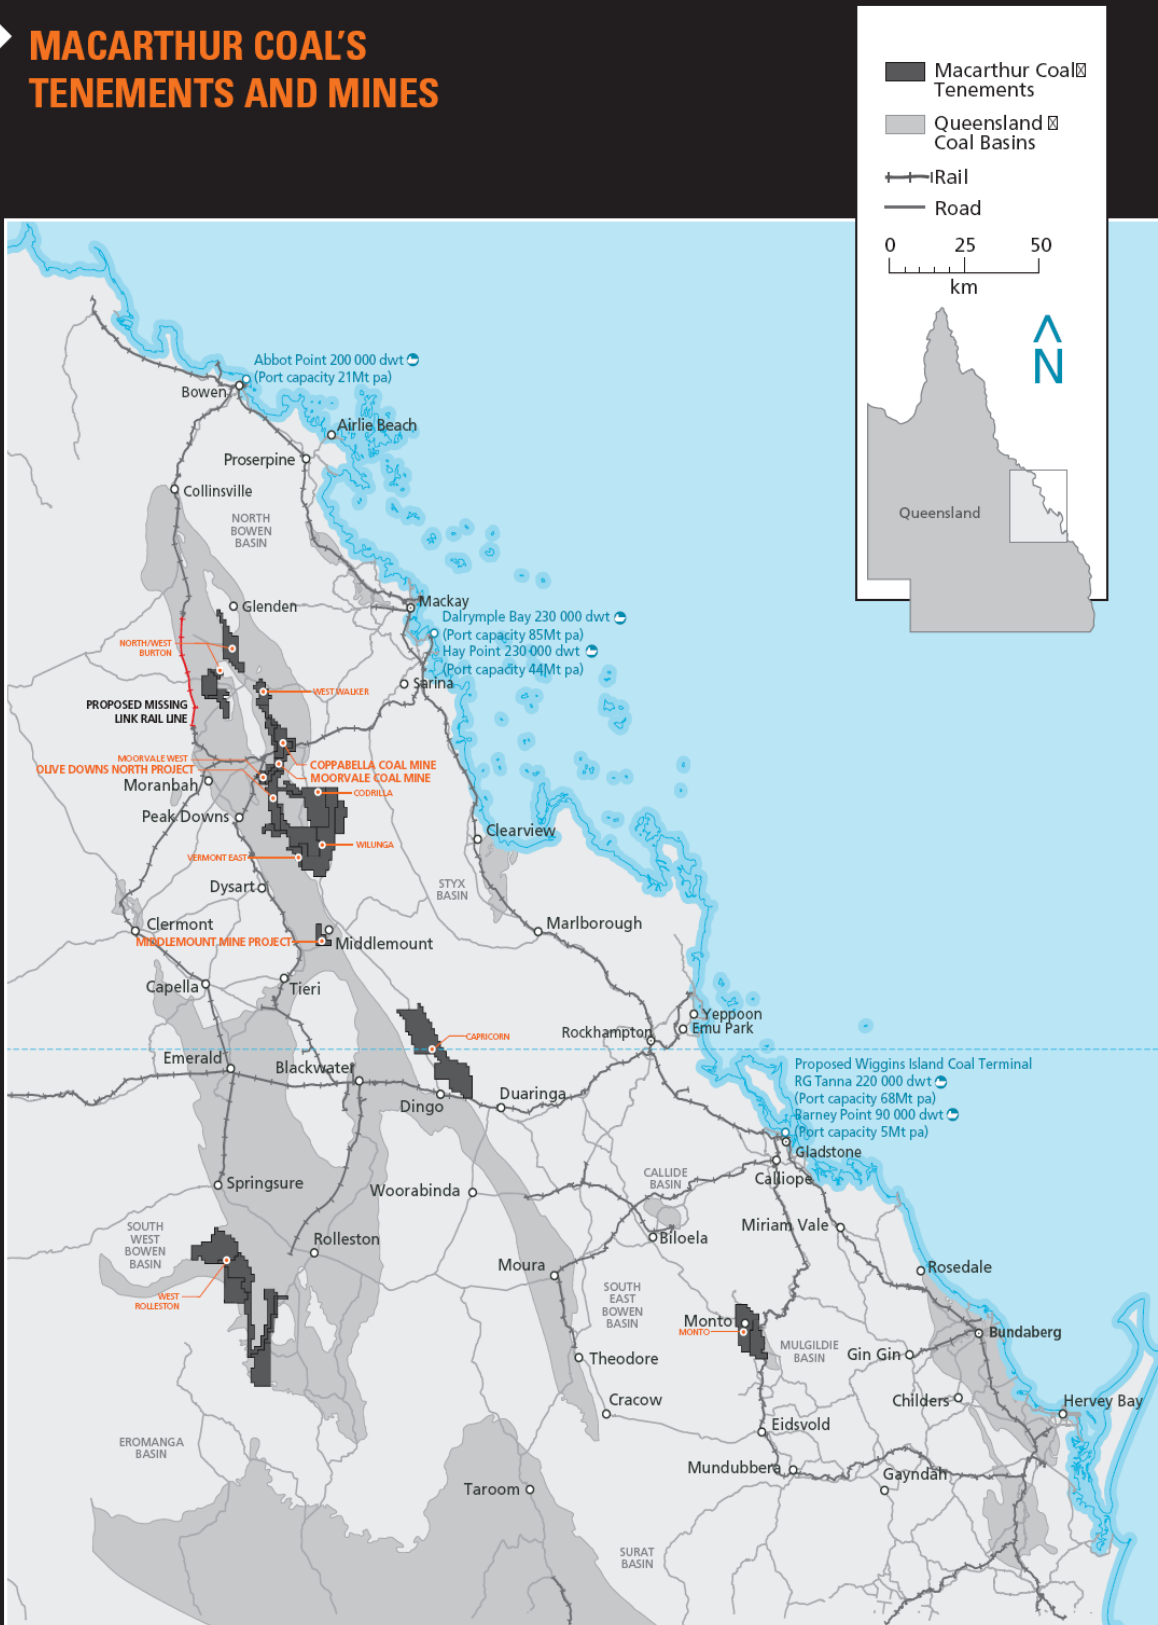 MACARTHUR COAL'S
TENEMENTS AND MINES
Macarthur Coal
Tenements
Queensland
Coal Basins
Rail
Road
0 25 50
km
N
Queensland
Abbot Point 200 000 dwt
(Port capacity 21Mt pa)
Bowen
Airlie Beach
Proserpine
Collinsville
NORTH
BOWEN
BASIN
Glenden
Mackay
Dalrymple Bay 230 000 dwt
(Port capacity 85Mt pa)
Hay Point 230 000 dwt
(Port capacity 44Mt pa)
NORTH/WEST
BURTON
Sarina
WEST WALKER
PROPOSED MISSING
LINK RAIL LINE
MOORVALE WEST
OLIVE DOWNS NORTH PROJECT
COPPABELLA COAL MINE
MOORVALE COAL MINE
Moranbah
CODRILLA
Peak Downs
Clearview
WILUNGA
VERMONT EAST
Dysart
STYX
BASIN
Clermont
Marlborough
MIDDLEMOUNT MINE PROJECT
Middlemount
Capella
Tieri
Yeppoon
Emu Park
Rockhampton
CAPRICORN
Emerald
Blackwater
Proposed Wiggins Island Coal Terminal
RG Tanna 220 000 dwt
(Port capacity 68Mt pa)
Barney Point 90 000 dwt
(Port capacity 5Mt pa)
Duaringa
Dingo
Gladstone
CALLIDE
BASIN
Calliope
Springsure
Woorabinda
SOUTH
WEST
BOWEN
BASIN
Rolleston
Miriam Vale
Biloela
Moura
Rosedale
WEST
ROLLESTON
SOUTH
EAST
BOWEN
BASIN
Monto
MONTO
MULGILDIE
BASIN
Bundaberg
Gin Gin
Theodore
Cracow
Childers
Hervey Bay
Eidsvold
EROMANGA
BASIN
Mundubbera
Gayndah
Taroom
SURAT
BASIN